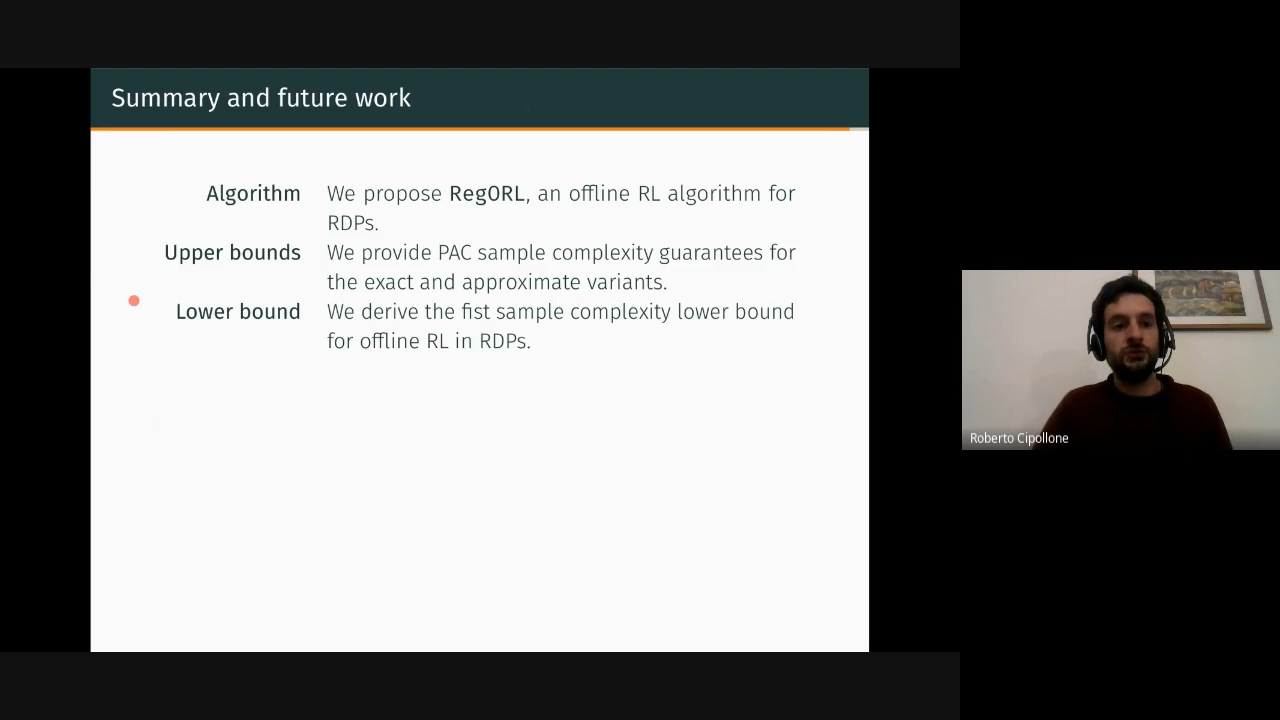 Summary and future work
Algorithm We propose RegORL, an offline RL algorithm for
RDPs.
Upper bounds We provide PAC sample complexity guarantees for
the exact and approximate variants.
Lower bound We derive the fist sample complexity lower bound
for offline RL in RDPs.
Roberto Cipollone